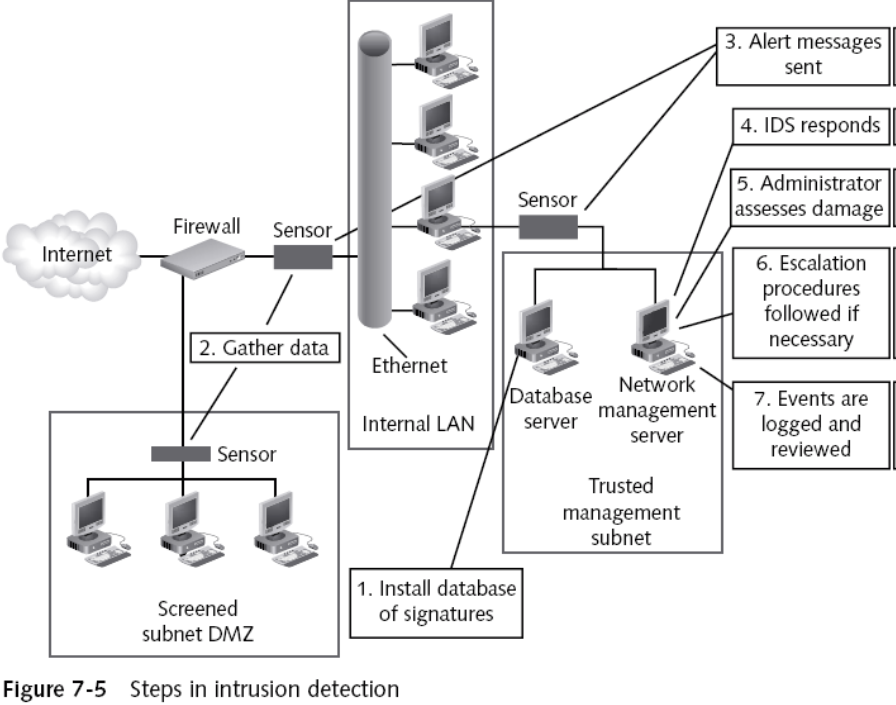 3. Alert messages
sent
4. IDS responds
5. Administrator
assesses damage
6. Escalation
procedures
followed if
necessary
7. Events are
logged and
reviewed
Internet
Firewall
Sensor
Sensor
2. Gather data
Ethernet
Internal LAN
Database
server
Network
management
server
Trusted
management
subnet
Sensor
Screened
subnet DMZ
1. Install database
of signatures
Figure 7-5 Steps in intrusion detection